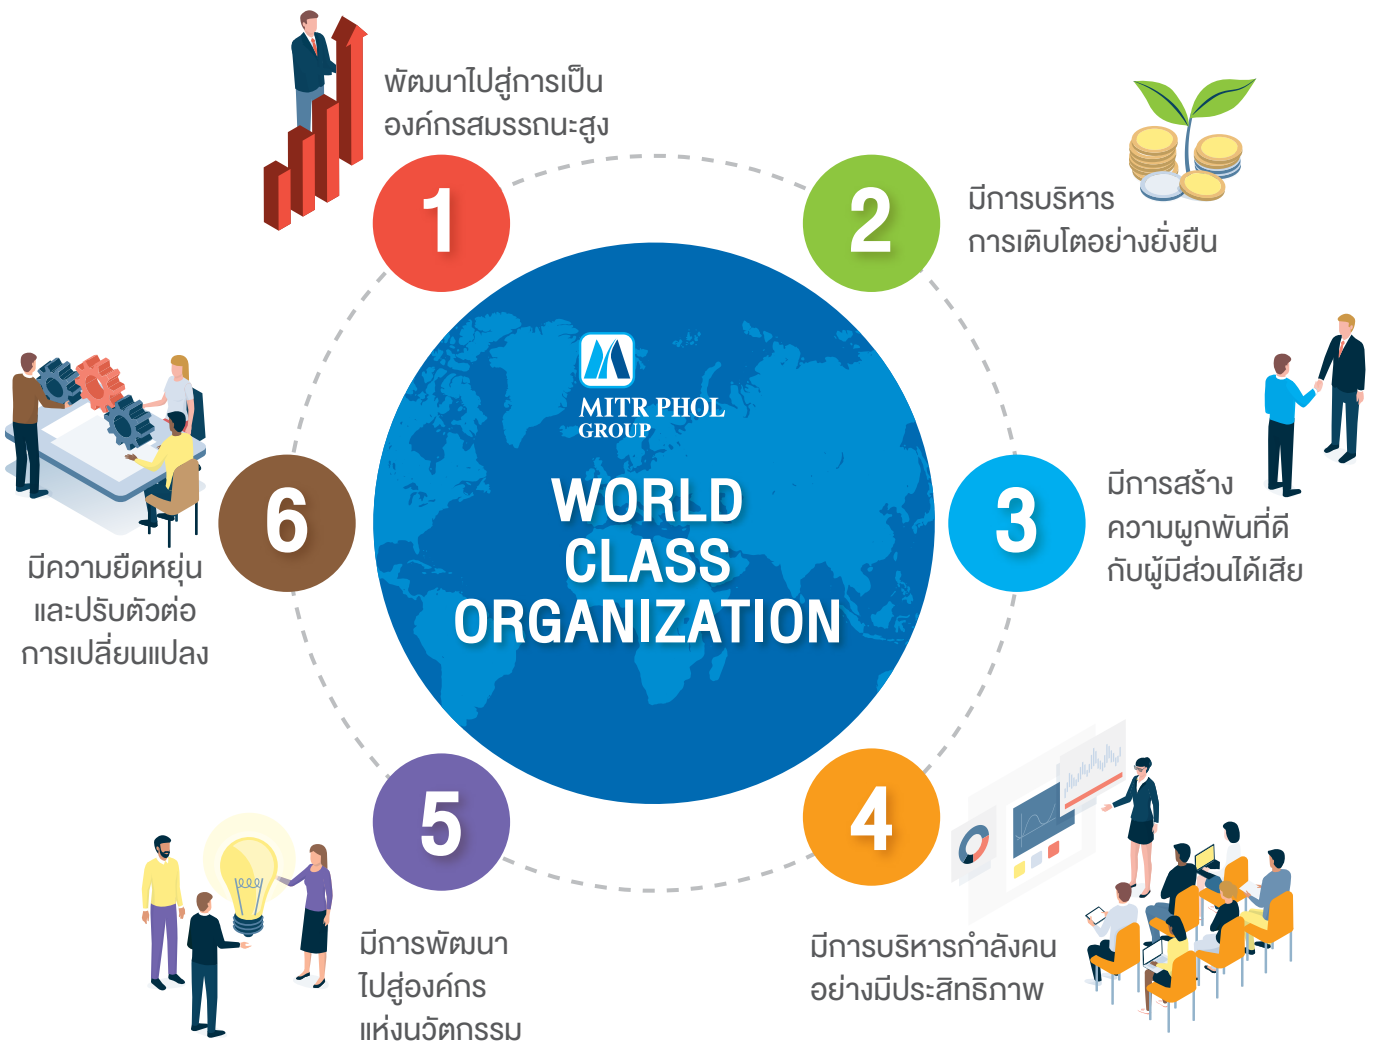 พัฒนาไปสู่การเป็น
องค์กรสมรรถนะสูง
1
2
มีการบริหาร
การเติบโตอย่างยั่งยืน
MITR PHOL
GROUP
WORLD
CLASS
ORGANIZATION
3
มีการสร้าง
ความผูกพันที่ดี
กับผู้มีส่วนได้เสีย
4
มีการบริหารกำลังคน
อย่างมีประสิทธิภาพ
5
มีการพัฒนา
ไปสู่องค์กร
แห่งนวัตกรรม
6
มีความยืดหยุ่น
และปรับตัวต่อ
การเปลี่ยนแปลง